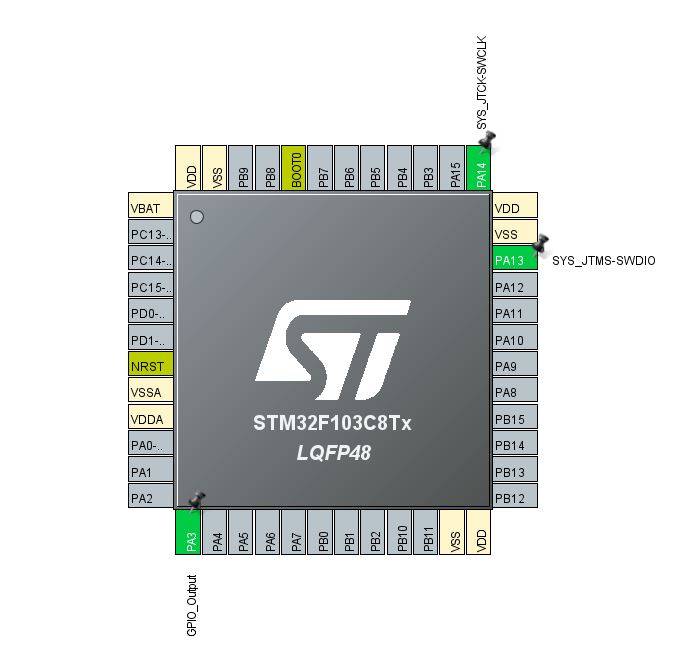 SYS_JTCK-SWCLK
VDD
VSS
PB9
PB8
BOOT0
PB7
PB6
PB5
PB4
PB3
PA15
PA14
VBAT
PC13-..
PC14-..
PC15-..
PD0-..
PD1-..
NRST
VSSA
VDDA
PA0-..
PA1
PA2
ST
STM32F103C8Tx
LQFP48
VDD
VSS
PA13 SYS_JTMS-SWDIO
PA12
PA11
PA10
PA9
PA8
PB15
PB14
PB13
PB12
PA3
PA4
PA5
PA6
PA7
PB0
PB1
PB2
PB10
PB11
VSS
VDD
GPIO_Output